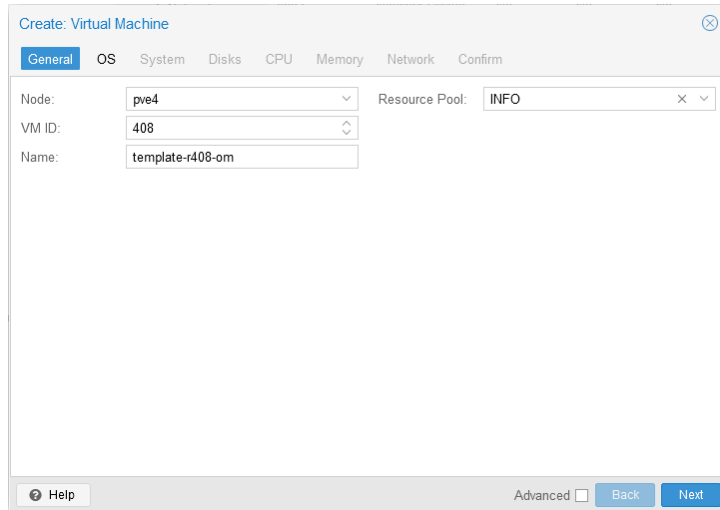 Create: Virtual Machine
General OS System Disks CPU Memory Network Confirm
Node: pve4 Resource Pool: INFO
VM ID: 408
Name: template-r408-om
Help Advanced Back Next